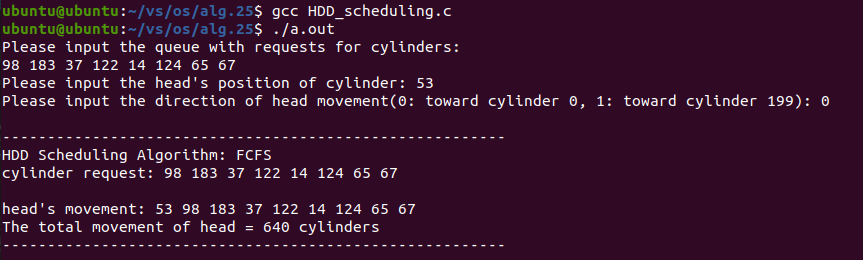 ubuntu@ubuntu:~/vs/os/alg.25$ gcc HDD_scheduling.c
ubuntu@ubuntu:~/vs/os/alg.25$ ./a.out
Please input the queue with requests for cylinders:
98 183 37 122 14 124 65 67
Please input the head's position of cylinder: 53
Please input the direction of head movement(0: toward cylinder 0, 1: toward cylinder 199): 0
-------------------------------------------------------
HDD Scheduling Algorithm: FCFS
cylinder request: 98 183 37 122 14 124 65 67
head's movement: 53 98 183 37 122 14 124 65 67
The total movement of head = 640 cylinders
-------------------------------------------------------